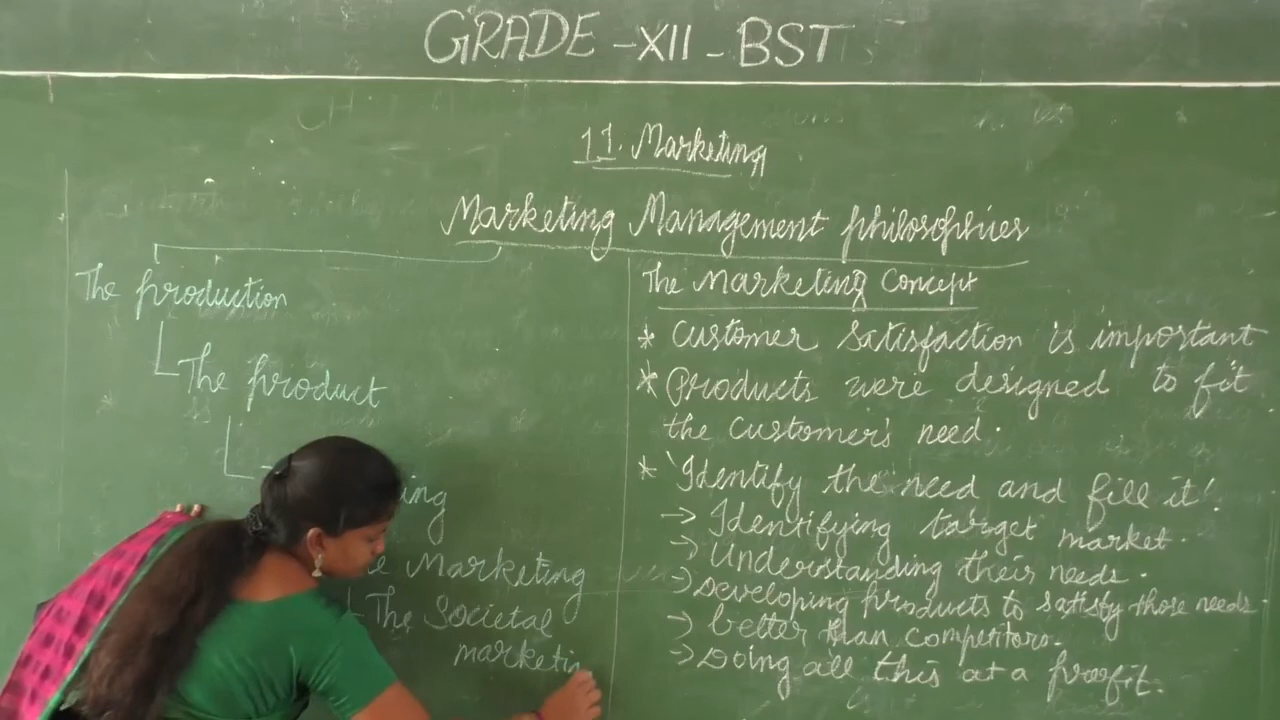 GRADE - XII - BST
11. Marketing
Marketing Management philosophies
The production
The product
ing
Marketing
The Societal
marketin
The Marketing Concept
* Customer Satisfaction is important
* Products were designed to fit
the customer's need.
* 'Identify the need and fill it'.
→ Identifying target market.
→ Understanding their needs.
→ Developing products to satisfy those needs.
→ better than competitors.
→ Doing all this at a profit.